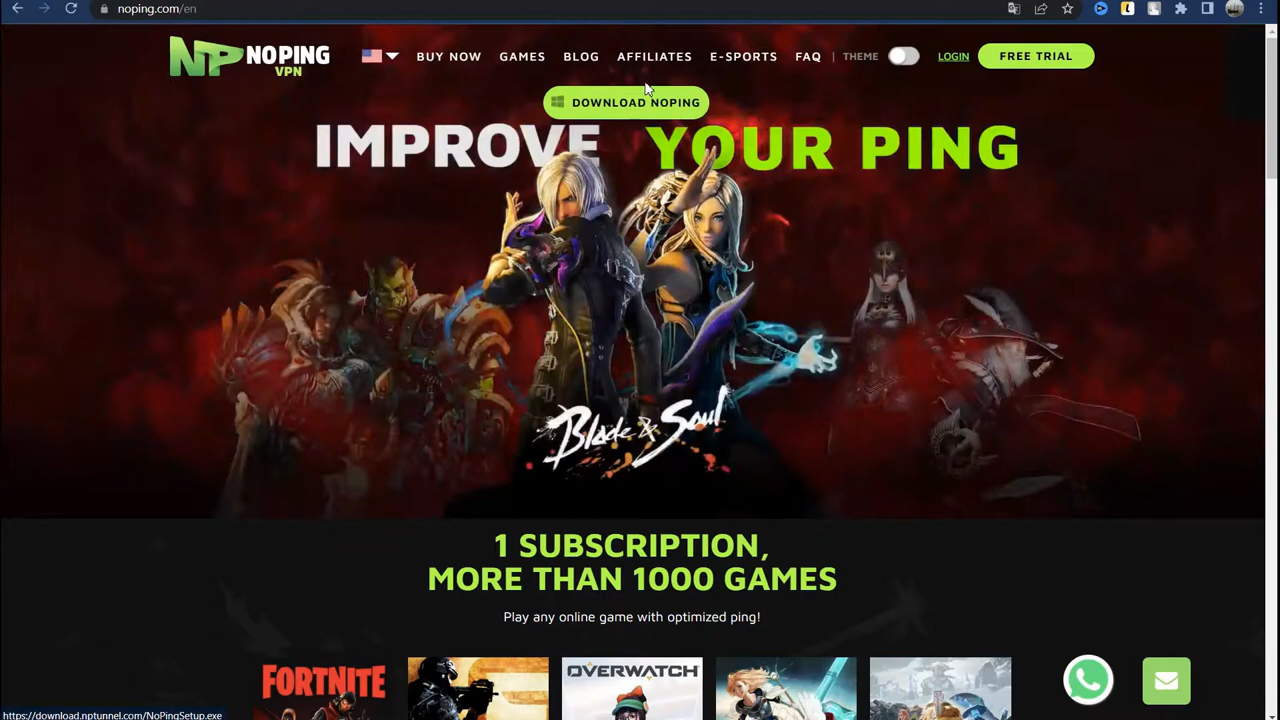 noping.com/en
NP NOPING
VPN
BUY NOW GAMES BLOG AFFILIATES E-SPORTS FAQ | THEME LOGIN FREE TRIAL
DOWNLOAD NOPING
IMPROVE YOUR PING
Blade & Soul
1 SUBSCRIPTION,
MORE THAN 1000 GAMES
Play any online game with optimized ping!
FORTNITE
OVERWATCH
https://download.nptunnel.com/NoPingSetup.exe